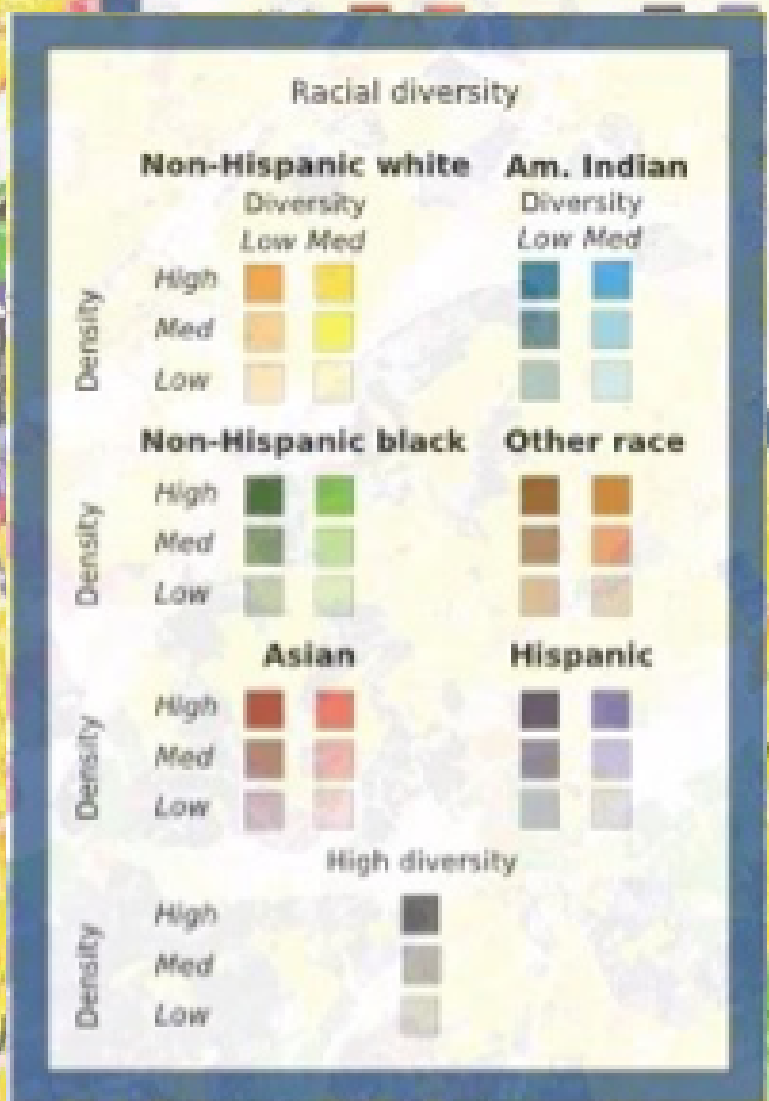 Racial diversity
Non-Hispanic white Am. Indian
Diversity Diversity
Low Med Low Med
Density
High
Med
Low
Non-Hispanic black Other race
Density
High
Med
Low
Asian Hispanic
Density
High
Med
Low
High diversity
Density
High
Med
Low